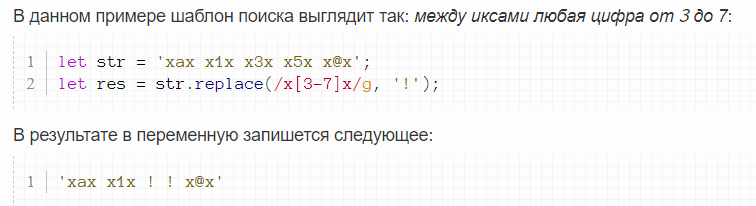 В данном примере шаблон поиска выглядит так: между иксами любая цифра от 3 до 7:
1 let str = 'xax x1x x3x x5x x@x';
2 let res = str.replace(/x[3-7]x/g, '!');
В результате в переменную запишется следующее:
1 'xax x1x ! ! x@x'